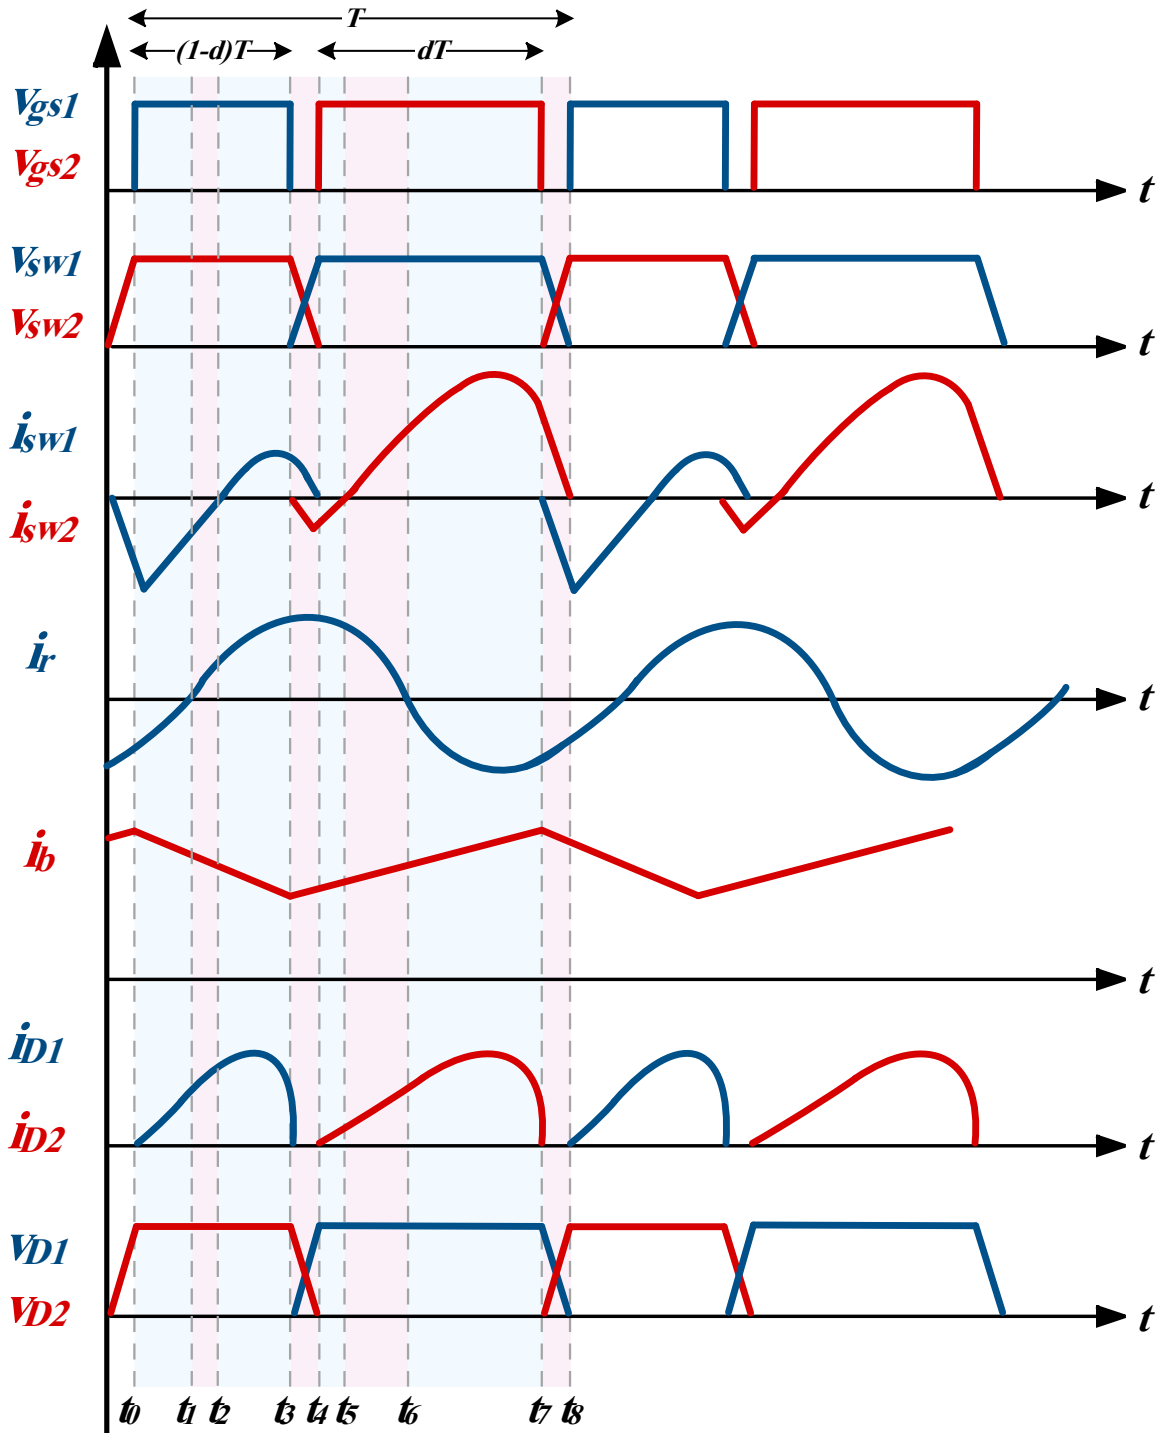 T
(1-d)T dT
Vgs1
Vgs2
t
Vsw1
Vsw2
t
isw1
isw2
t
ir
t
ib
t
iD1
iD2
t
VD1
VD2
t
t0 t1 t2 t3 t4 t5 t6 t7 t8